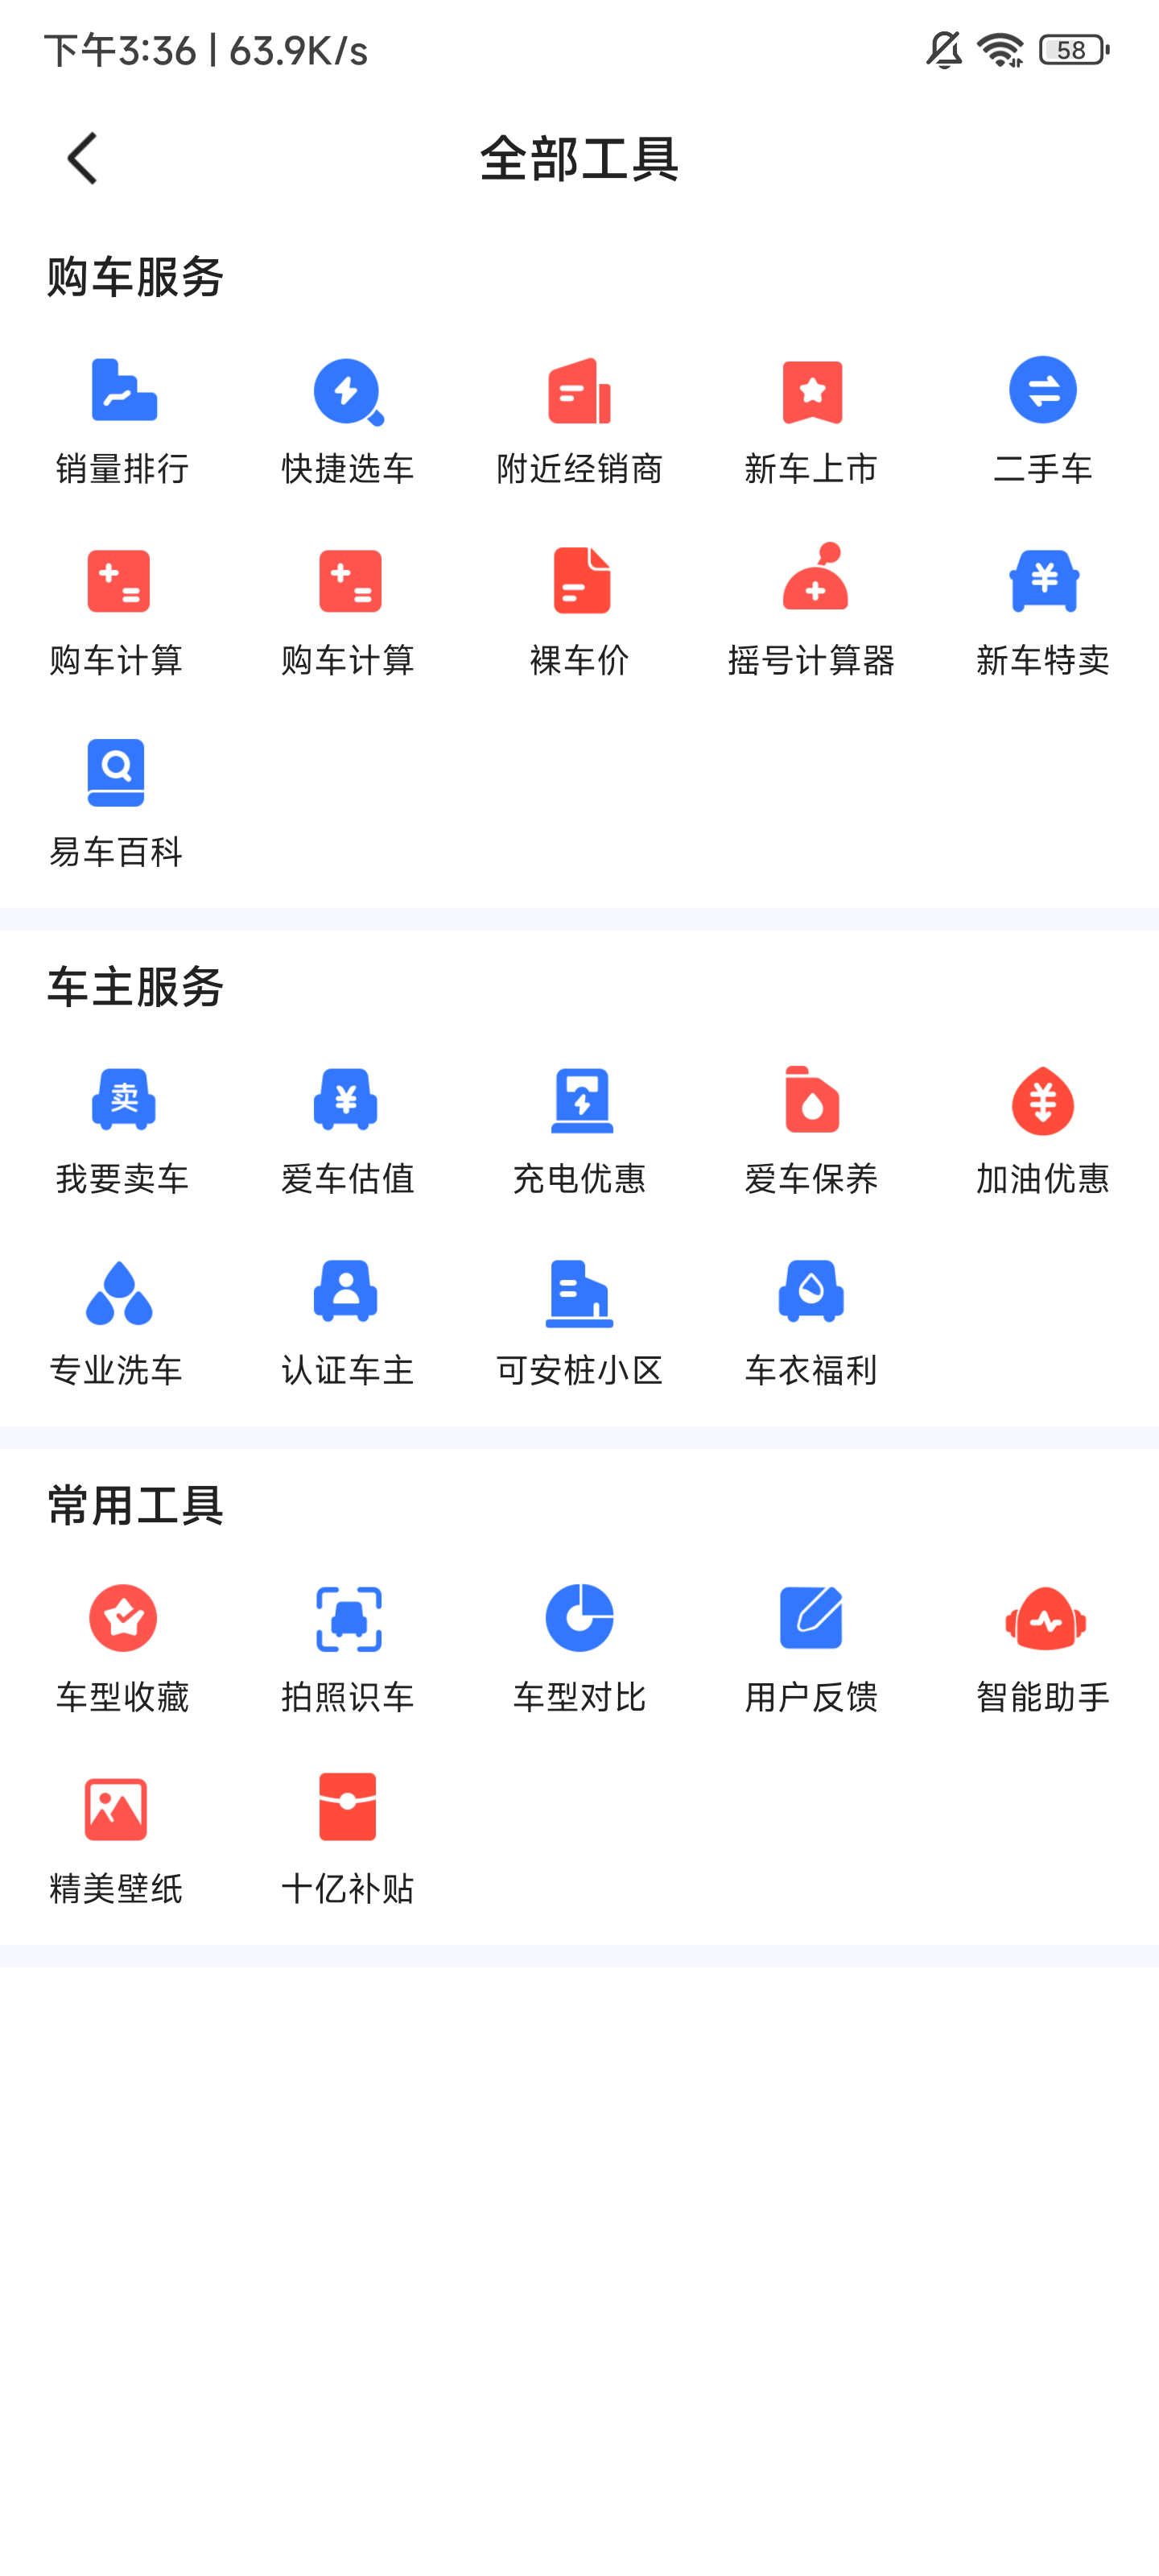 下午3:36 | 63.9K/s
58
全部工具
购车服务
销量排行 快捷选车 附近经销商 新车上市 二手车
购车计算 购车计算 裸车价 摇号计算器 新车特卖
易车百科
车主服务
卖
我要卖车 爱车估值 充电优惠 爱车保养 加油优惠
专业洗车 认证车主 可安桩小区 车衣福利
常用工具
车型收藏 拍照识车 车型对比 用户反馈 智能助手
精美壁纸 十亿补贴